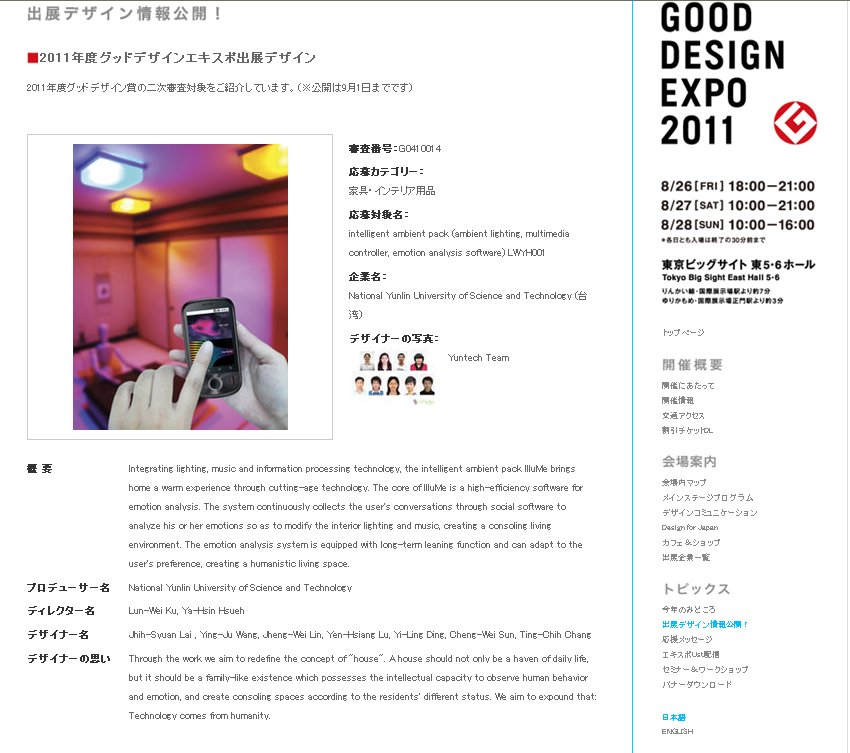 出展デザイン情報公開！
■2011年度グッドデザインエキスポ出展デザイン
2011年度グッドデザイン賞の二次審査対象をご紹介しています。（※公開は9月1日までです）
審査番号：G0410014
応募カテゴリー：
家具・インテリア用品
応募対象名：
intelligent ambient pack (ambient lighting, multimedia
controller, emotion analysis software) LWYH001
企業名：
National Yunlin University of Science and Technology (台
湾)
デザイナーの写真：
Yuntech Team
概 要
Integrating lighting, music and information processing technology, the intelligent ambient pack IlluMe brings
home a warm experience through cutting-age technology. The core of IlluMe is a high-efficiency software for
emotion analysis. The system continuously collects the user's conversations through social software to
analyze his or her emotions so as to modify the interior lighting and music, creating a consoling living
environment. The emotion analysis system is equipped with long-term leaning function and can adapt to the
user's preference, creating a humanistic living space.
プロデューサー名 National Yunlin University of Science and Technology
ディレクター名 Lun-Wei Ku, Ya-Hsin Hsueh
デザイナー名 Jhih-Syuan Lai , Ying-Ju Wang, Jheng-Wei Lin, Yen-Hsiang Lu, Yi-Ling Ding, Cheng-Wei Sun, Ting-Chih Chang
デザイナーの思い Through the work we aim to redefine the concept of "house". A house should not only be a haven of daily life,
but it should be a family-like existence which possesses the intellectual capacity to observe human behavior
and emotion, and create consoling spaces according to the residents' different status. We aim to expound that:
Technology comes from humanity.
GOOD
DESIGN
EXPO
2011
8/26[FRI] 18:00－21:00
8/27[SAT] 10:00－21:00
8/28[SUN] 10:00－16:00
＊各日とも入場は終了の30分前まで
東京ビッグサイト 東5・6ホール
Tokyo Big Sight East Hall 5・6
りんかい線・国際展示場駅より約7分
ゆりかもめ・国際展示場正門駅より約3分
トップページ
開催概要
開催にあたって
開催情報
交通アクセス
割引チケットDL
会場案内
会場内マップ
メインステージプログラム
デザインコミュニケーション
Design for Japan
カフェ＆ショップ
出展企業一覧
トピックス
今年のみどころ
出展デザイン情報公開！
応援メッセージ
エキスポUst配信
セミナー＆ワークショップ
バナーダウンロード
日本語
ENGLISH